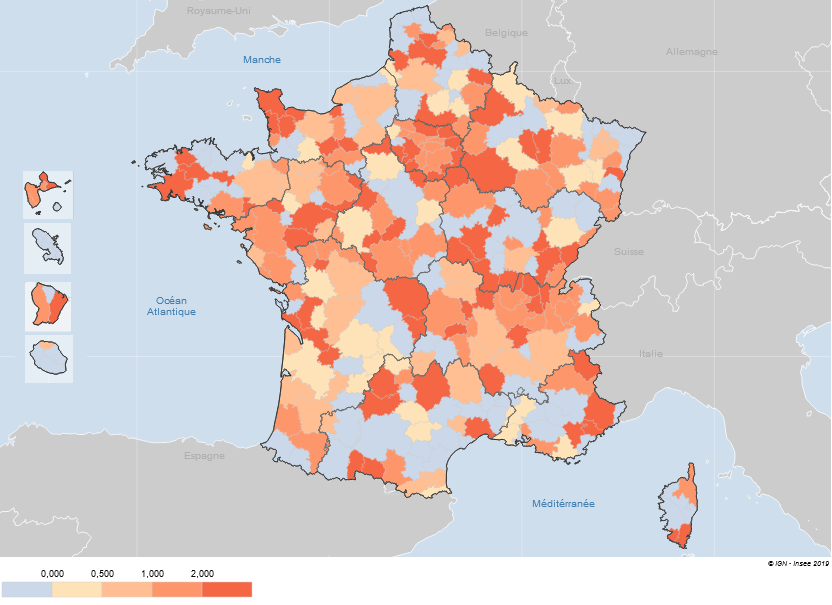 Royaume-Uni
Belgique
Allemagne
Manche
Lux.
Suisse
Océan
Atlantique
Italie
Espagne
Méditérranée
© IGN - Insee 2019
0,000 0,500 1,000 2,000